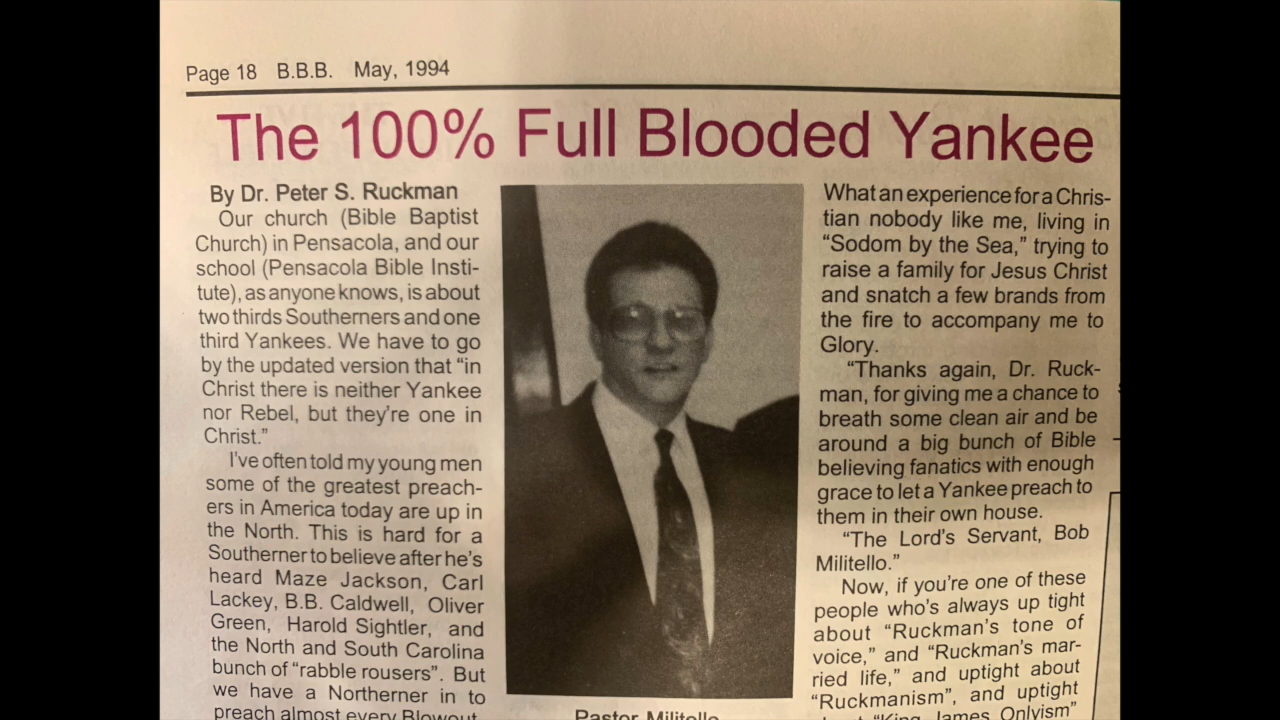 Page 18 B.B.B. May, 1994
The 100% Full Blooded Yankee
By Dr. Peter S. Ruckman
Our church (Bible Baptist
Church) in Pensacola, and our
school (Pensacola Bible Insti-
tute), as anyone knows, is about
two thirds Southerners and one
third Yankees. We have to go
by the updated version that “in
Christ there is neither Yankee
nor Rebel, but they’re one in
Christ.”
I’ve often told my young men
some of the greatest preach-
ers in America today are up in
the North. This is hard for a
Southerner to believe after he’s
heard Maze Jackson, Carl
Lackey, B.B. Caldwell, Oliver
Green, Harold Sightler, and
the North and South Carolina
bunch of “rabble rousers”. But
we have a Northerner in to
preach almost every Blowout
Pastor Militello
What an experience for a Chris-
tian nobody like me, living in
“Sodom by the Sea,” trying to
raise a family for Jesus Christ
and snatch a few brands from
the fire to accompany me to
Glory.
“Thanks again, Dr. Ruck-
man, for giving me a chance to
breath some clean air and be
around a big bunch of Bible
believing fanatics with enough
grace to let a Yankee preach to
them in their own house.
“The Lord’s Servant, Bob
Militello.”
Now, if you’re one of these
people who’s always up tight
about “Ruckman’s tone of
voice,” and “Ruckman’s mar-
ried life,” and uptight about
“Ruckmanism”, and uptight
about “King James Onlyism”